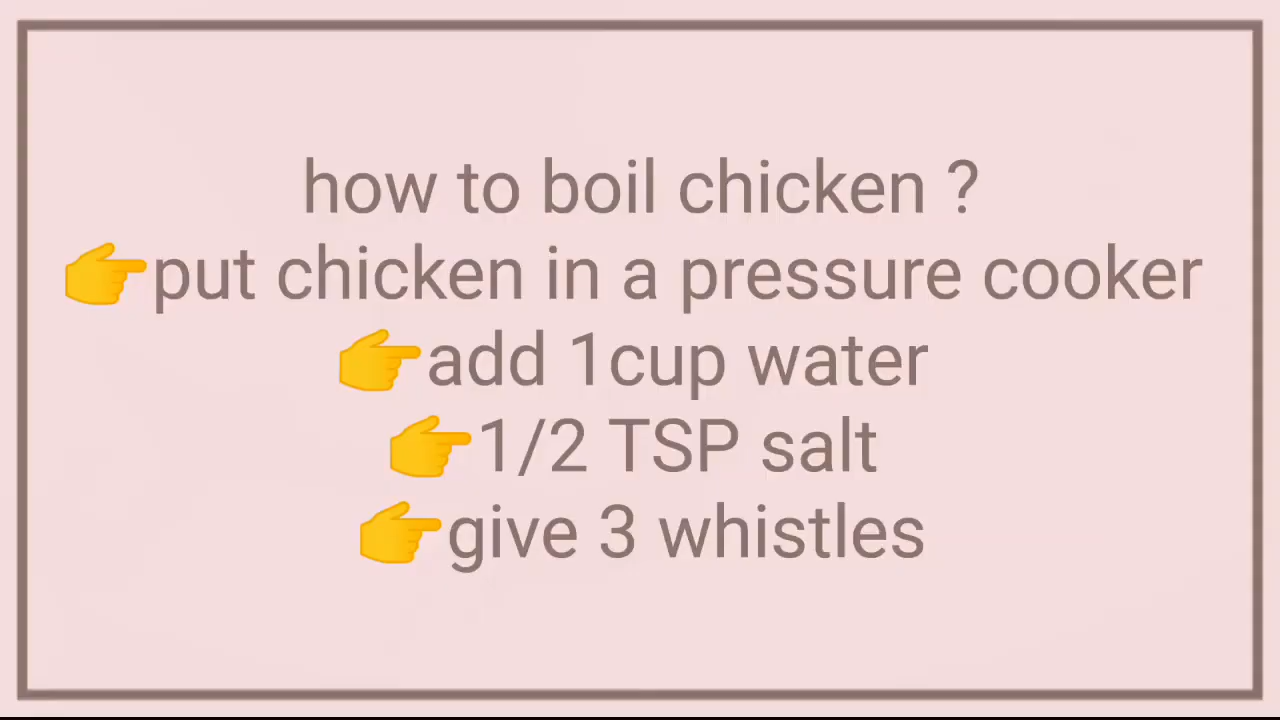 how to boil chicken ?
👉put chicken in a pressure cooker
👉add 1cup water
👉1/2 TSP salt
👉give 3 whistles